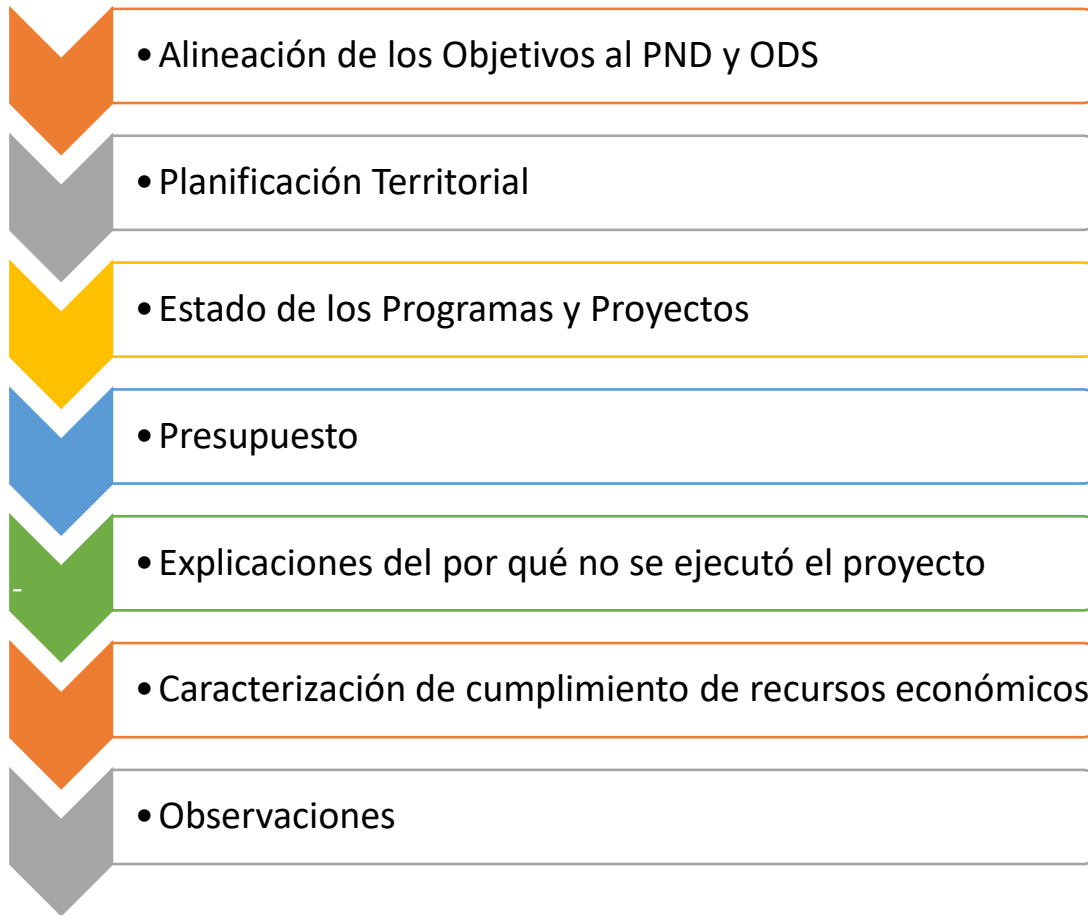 • Alineación de los Objetivos al PND y ODS
• Planificación Territorial
• Estado de los Programas y Proyectos
• Presupuesto
-
• Explicaciones del por qué no se ejecutó el proyecto
• Caracterización de cumplimiento de recursos económicos
• Observaciones